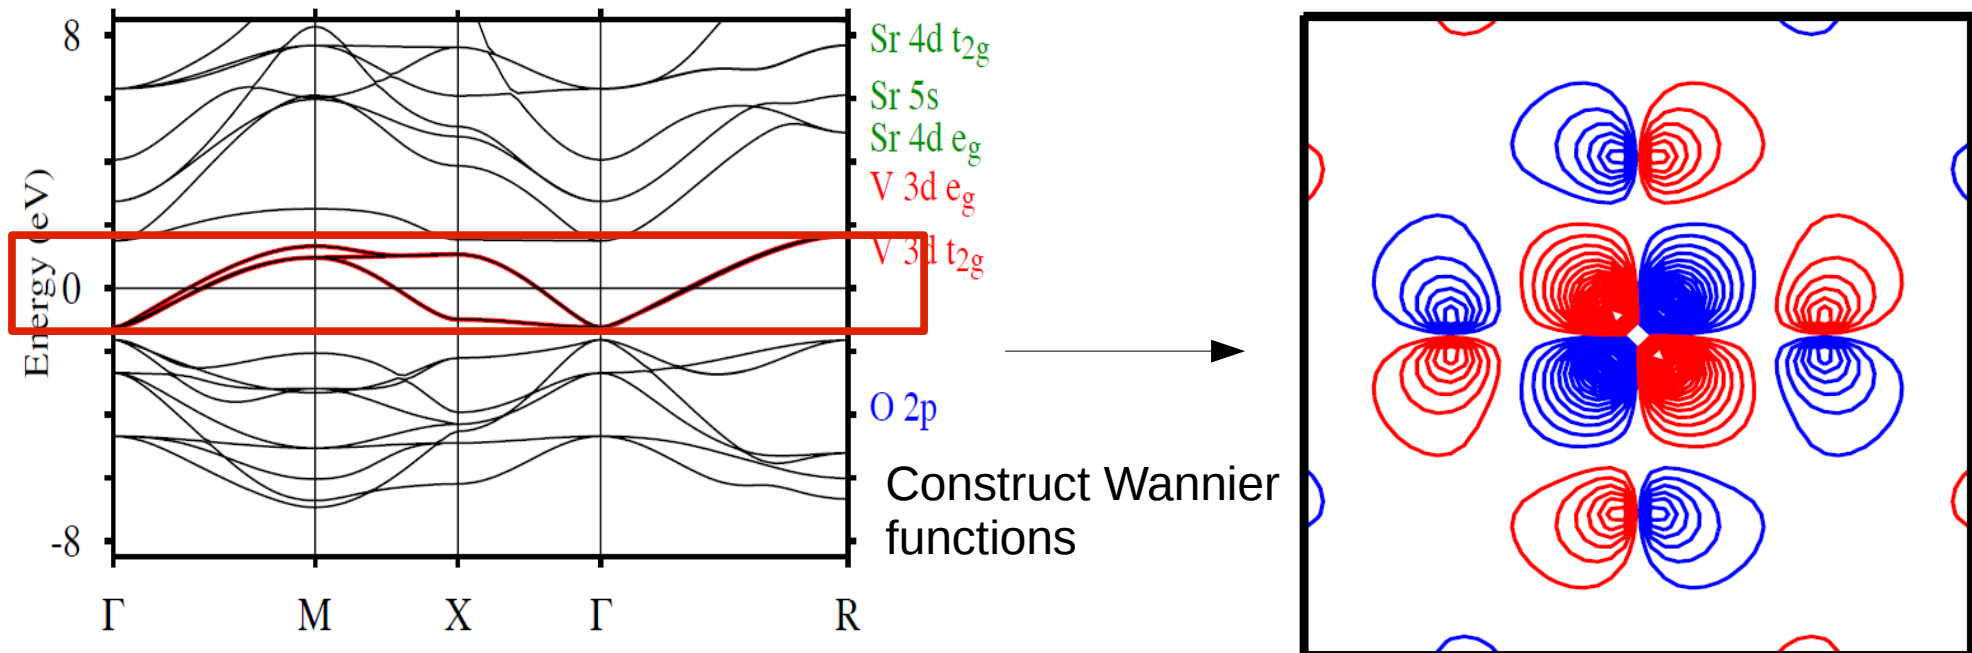 8
0
-8
Energy (eV)
Γ M X Γ R
Sr 4d t2g
Sr 5s
Sr 4d eg
V 3d eg
V 3d t2g
O 2p
Construct Wannier
functions